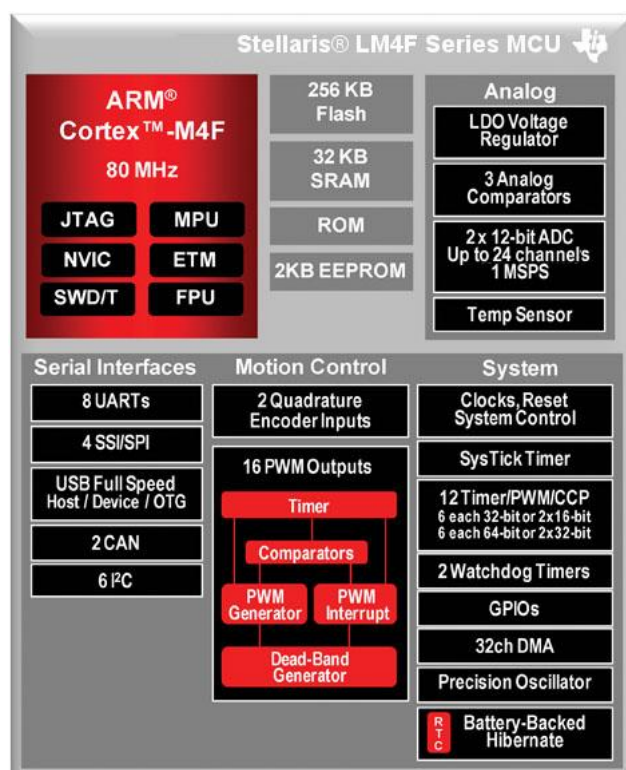 Stellaris® LM4F Series MCU
ARM®
Cortex™-M4F
80 MHz
JTAG
MPU
NVIC
ETM
SWD/T
FPU
256 KB
Flash
32 KB
SRAM
ROM
2KB EEPROM
Analog
LDO Voltage
Regulator
3 Analog
Comparators
2 x 12-bit ADC
Up to 24 channels
1 MSPS
Temp Sensor
Serial Interfaces
8 UARTs
4 SSI/SPI
USB Full Speed
Host / Device / OTG
2 CAN
6 I²C
Motion Control
2 Quadrature
Encoder Inputs
16 PWM Outputs
Timer
Comparators
PWM
Generator
PWM
Interrupt
Dead-Band
Generator
System
Clocks, Reset
System Control
SysTick Timer
12 Timer/PWM/CCP
6 each 32-bit or 2x16-bit
6 each 64-bit or 2x32-bit
2 Watchdog Timers
GPIOs
32ch DMA
Precision Oscillator
RTC
Battery-Backed
Hibernate